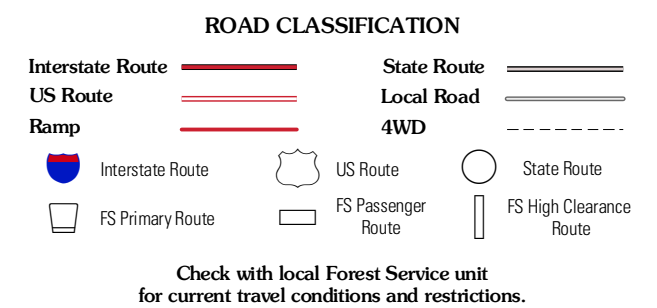 ROAD CLASSIFICATION
Interstate Route
State Route
US Route
Local Road
Ramp
4WD
Interstate Route
US Route
State Route
FS Primary Route
FS Passenger
Route
FS High Clearance
Route
Check with local Forest Service unit
for current travel conditions and restrictions.